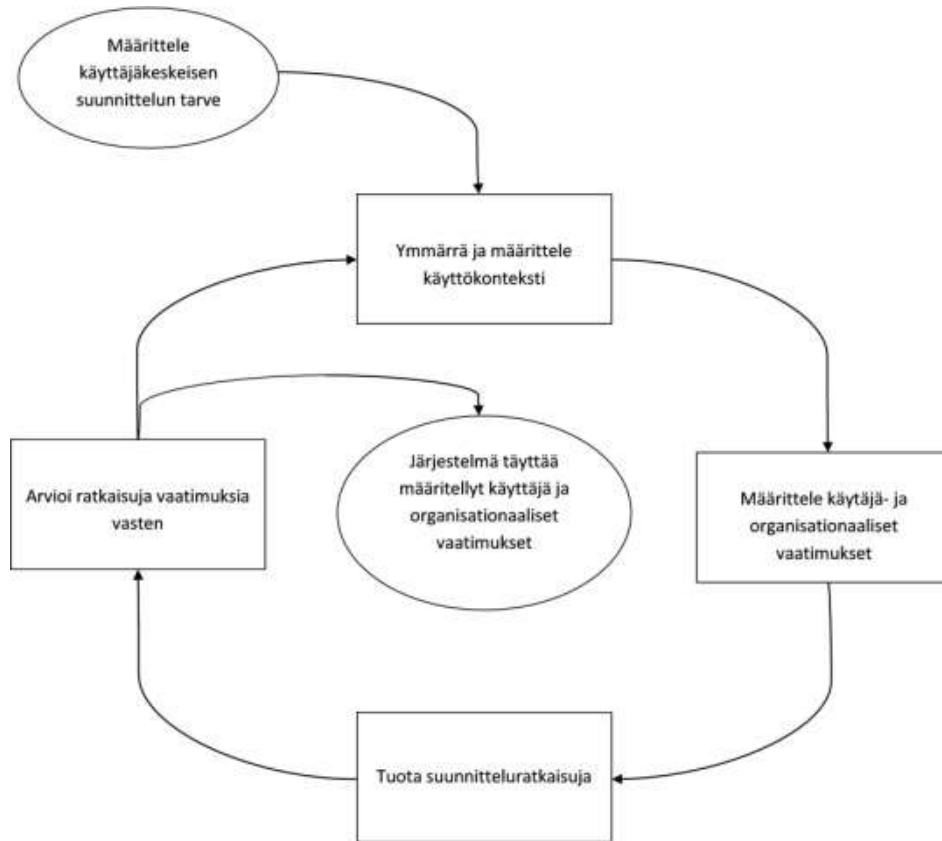 Määrittele
käyttäjäkeskeisen
suunnittelun tarve
Ymmärrä ja määrittele
käyttökonteksti
Arvioi ratkaisuja vaatimuksia
vasten
Järjestelmä täyttää
määritellyt käyttäjä ja
organisationaaliset
vaatimukset
Määrittele käytäjä- ja
organisationaaliset
vaatimukset
Tuota suunnitteluratkaisuja